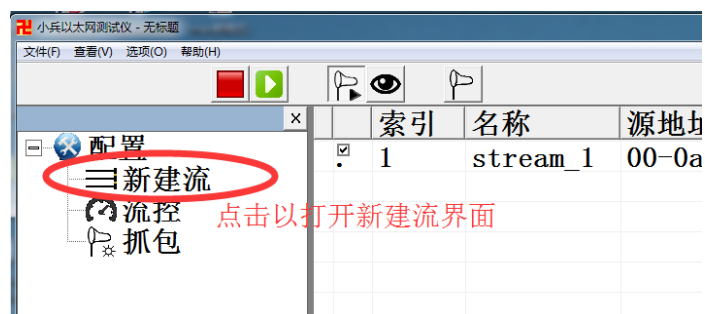 小兵以太网测试仪 - 无标题
文件(F) 查看(V) 选项(O) 帮助(H)
索引 名称 源地址
配置
1 stream_1 00-0a
新建流
流控
点击以打开新建流界面
抓包